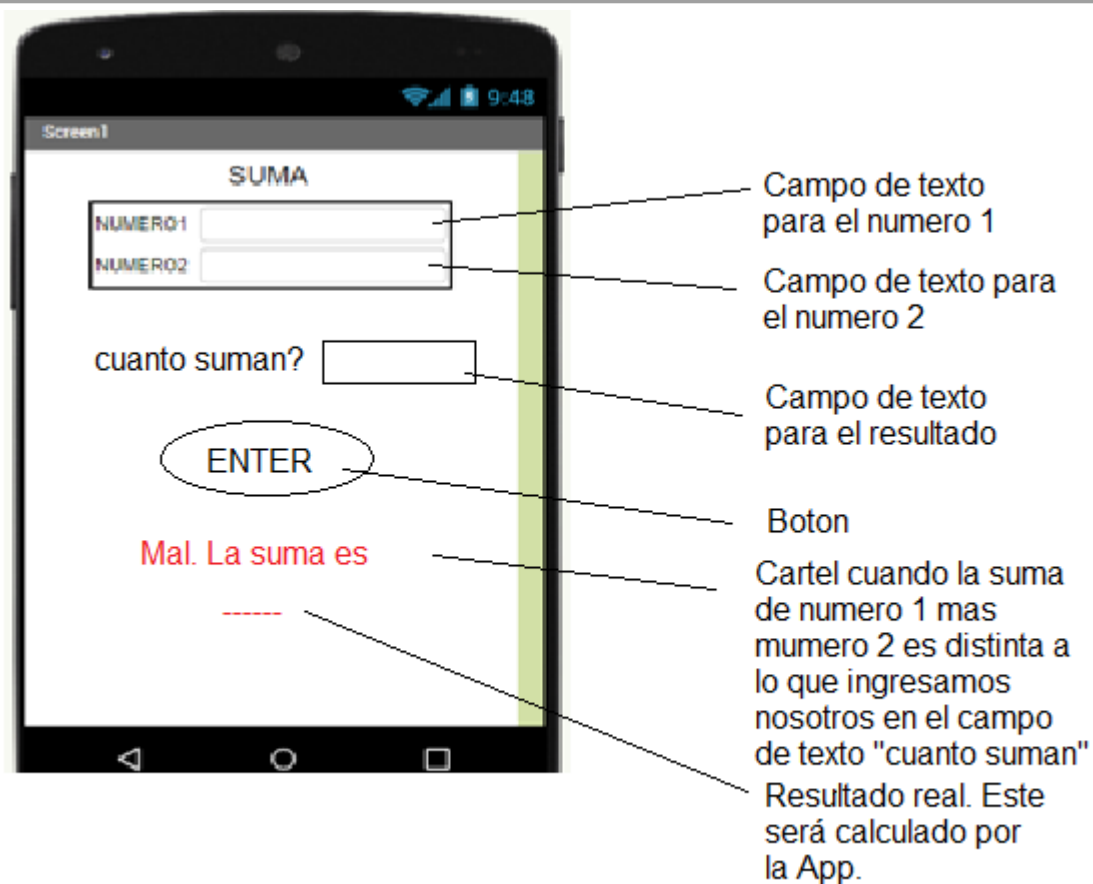 9:48
Screen1
SUMA
NUMERO1
NUMERO2
cuanto suman?
ENTER
Mal. La suma es
------
Campo de texto
para el numero 1
Campo de texto para
el numero 2
Campo de texto
para el resultado
Boton
Cartel cuando la suma
de numero 1 mas
mumero 2 es distinta a
lo que ingresamos
nosotros en el campo
de texto "cuanto suman"
Resultado real. Este
será calculado por
la App.